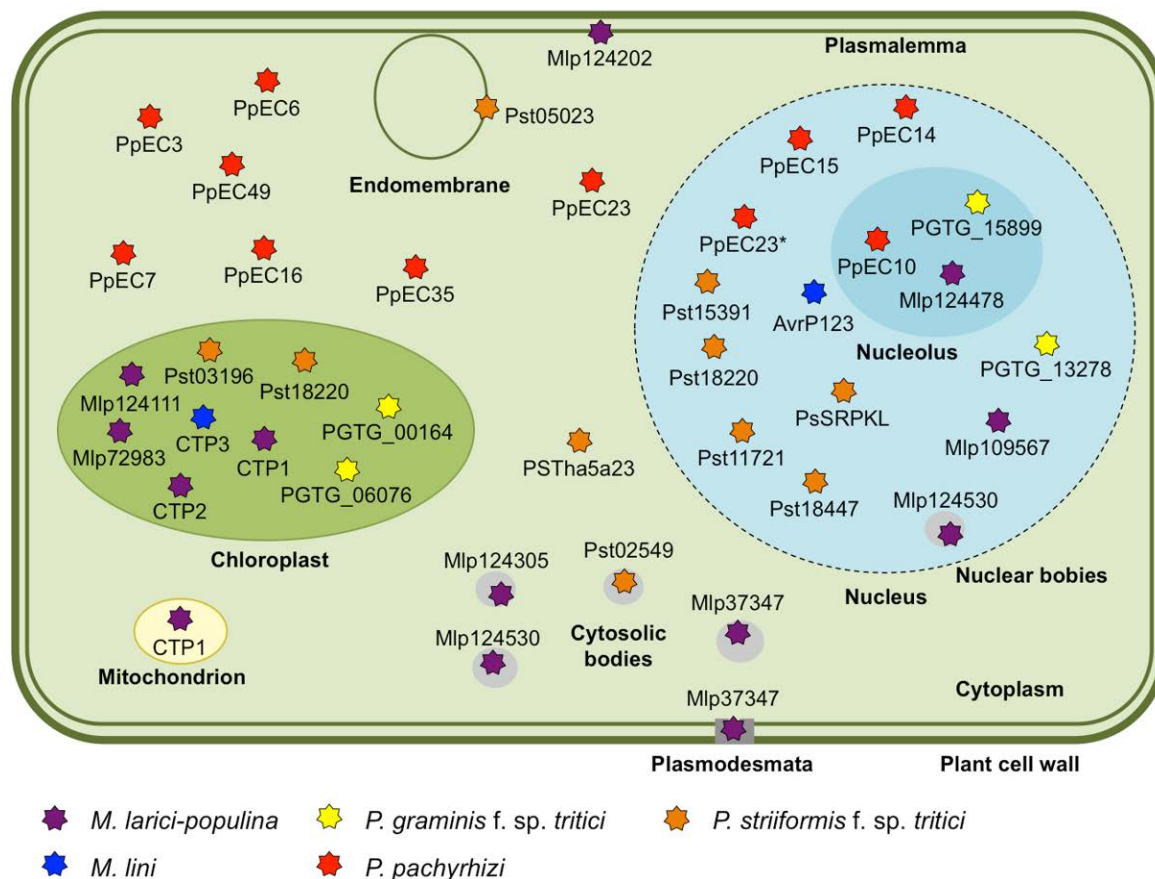 Plasmalemma
Mlp124202
PpEC6
Pst05023
PpEC3
PpEC14
PpEC15
PpEC49
Endomembrane
PpEC23
PGTG_15899
PpEC23*
PpEC10
PpEC7
PpEC16
PpEC35
Mlp124478
Pst15391
AvrP123
Nucleolus
Pst03196
Pst18220
Mlp124111
Pst18220
PGTG_13278
CTP3
PGTG_00164
PsSRPKL
Mlp72983
CTP1
Pst11721
Mlp109567
PSTha5a23
PGTG_06076
CTP2
Pst18447
Mlp124530
Chloroplast
Mlp124305
Pst02549
Nuclear bobies
Nucleus
Mlp37347
Mlp124530
Cytosolic
bodies
CTP1
Mitochondrion
Cytoplasm
Mlp37347
Plasmodesmata
Plant cell wall
M. larici-populina
P. graminis f. sp. tritici
P. striiformis f. sp. tritici
M. lini
P. pachyrhizi